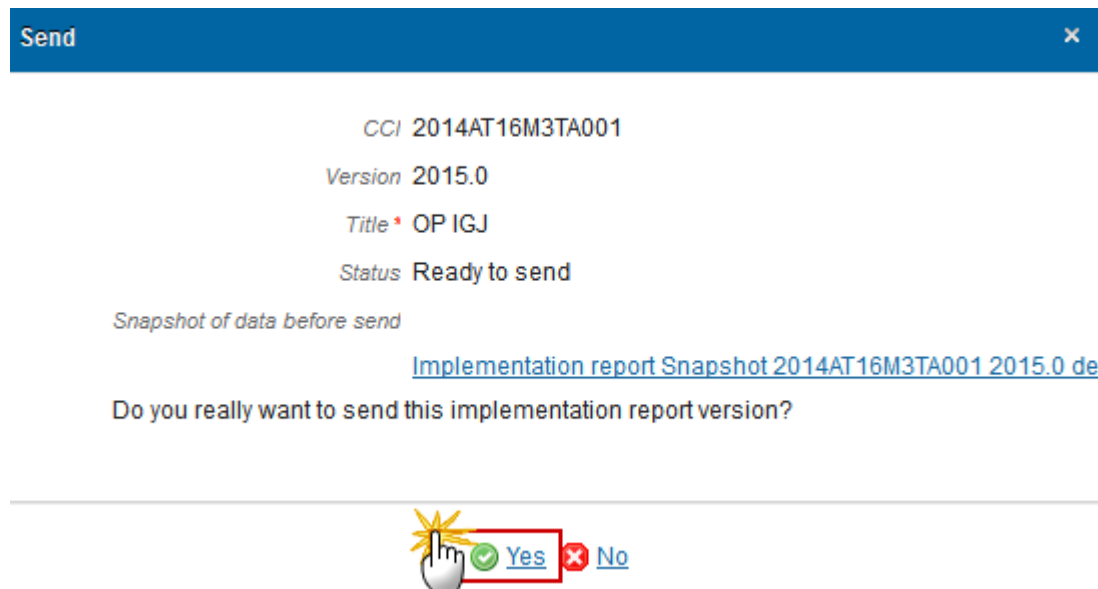 Send
CCI 2014AT16M3TA001
Version 2015.0
Title * OP IGJ
Status Ready to send
Snapshot of data before send
Implementation report Snapshot 2014AT16M3TA001 2015.0 de
Do you really want to send this implementation report version?
Yes No